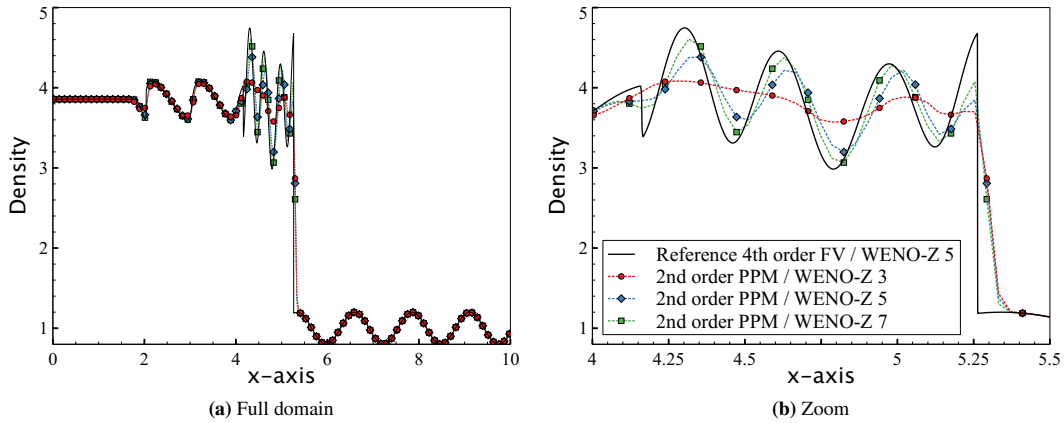 5
4
3
2
1
Density
0
2
4
6
8
10
x-axis
(a) Full domain
5
4
3
2
1
Density
Reference 4th order FV / WENO-Z 5
2nd order PPM / WENO-Z 3
2nd order PPM / WENO-Z 5
2nd order PPM / WENO-Z 7
4
4.25
4.5
4.75
5
5.25
5.5
x-axis
(b) Zoom